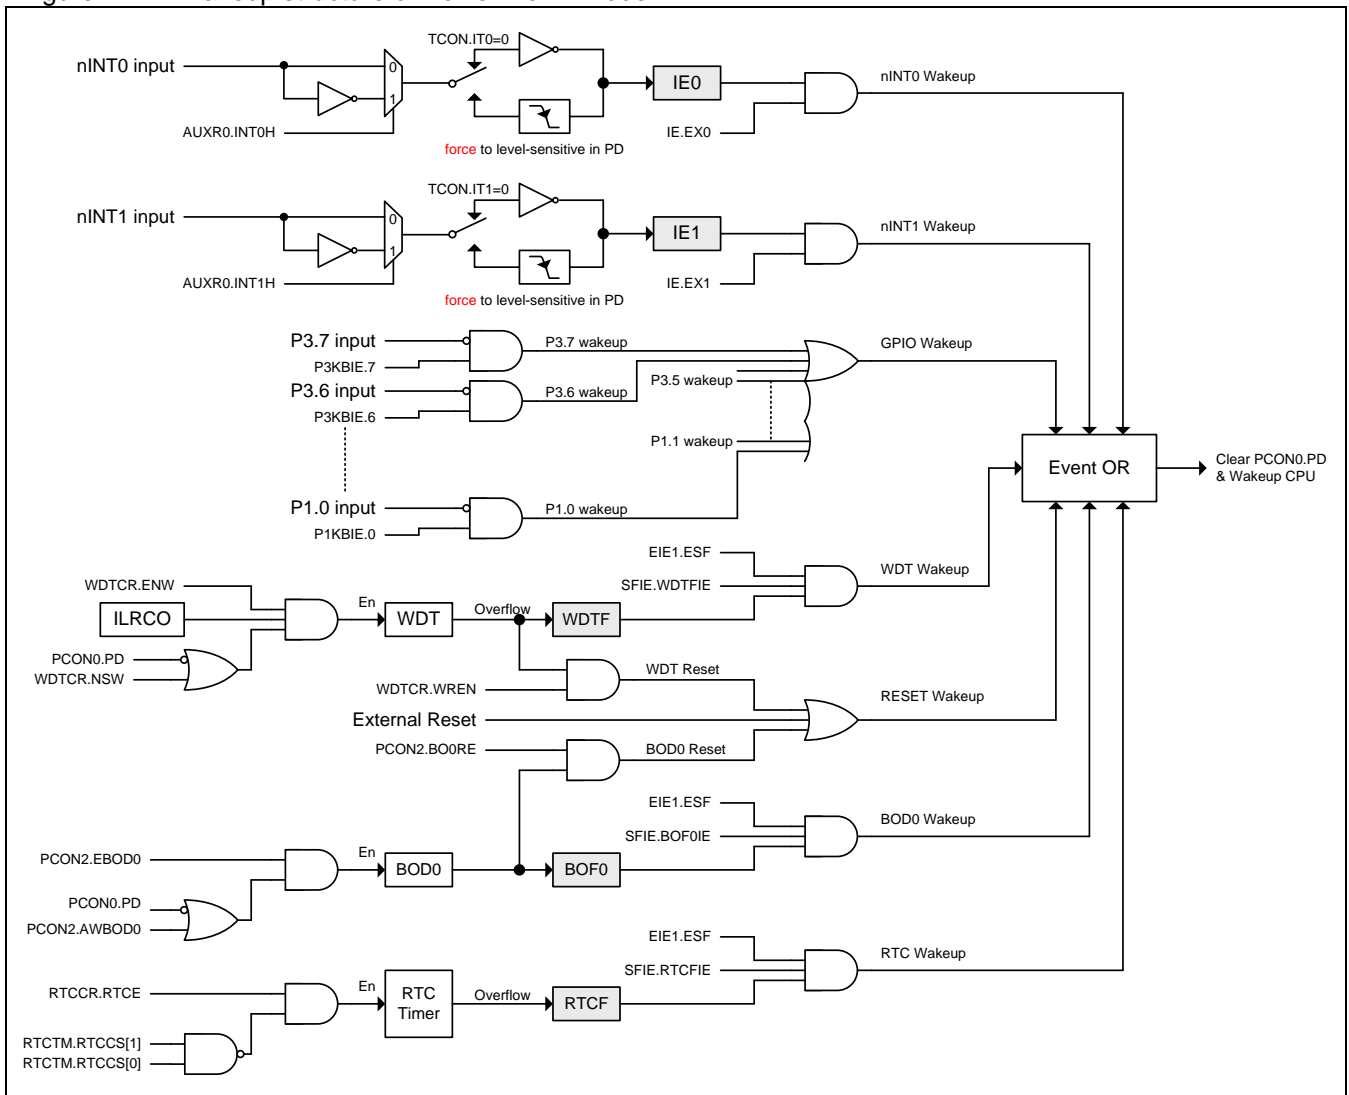 nINT0 input
0
1
AUXR0.INT0H
TCON.IT0=0
force to level-sensitive in PD
IE0
IE.EX0
nINT0 Wakeup
nINT1 input
0
1
AUXR0.INT1H
TCON.IT1=0
force to level-sensitive in PD
IE1
IE.EX1
nINT1 Wakeup
P3.7 input
P3KBIE.7
P3.7 wakeup
P3.6 input
P3KBIE.6
P3.6 wakeup
P3.5 wakeup
P1.1 wakeup
P1.0 input
P1KBIE.0
P1.0 wakeup
GPIO Wakeup
Event OR
Clear PCON0.PD
& Wakeup CPU
WDTCR.ENW
ILRCO
PCON0.PD
WDTCR.NSW
En
WDT
Overflow
WDTF
EIE1.ESF
SFIE.WDTFIE
WDT Wakeup
WDTCR.WREN
WDT Reset
External Reset
PCON2.BO0RE
BOD0 Reset
RESET Wakeup
PCON2.EBOD0
PCON0.PD
PCON2.AWBOD0
En
BOD0
BOF0
EIE1.ESF
SFIE.BOF0IE
BOD0 Wakeup
RTCCR.RTCE
RTCTM.RTCCS[1]
RTCTM.RTCCS[0]
En
RTC
Timer
Overflow
RTCF
EIE1.ESF
SFIE.RTCFIE
RTC Wakeup